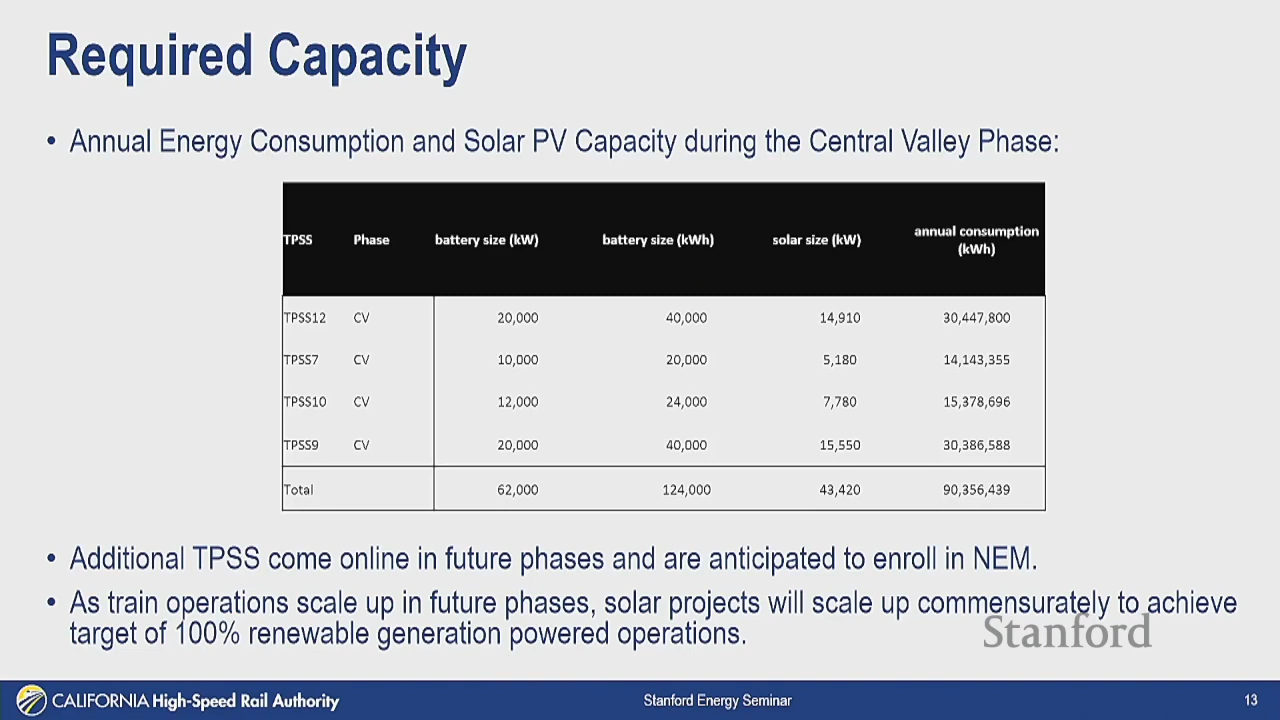 Required Capacity
• Annual Energy Consumption and Solar PV Capacity during the Central Valley Phase:
TPSS Phase battery size (kW) battery size (kWh) solar size (kW) annual consumption (kWh)
TPSS12 CV 20,000 40,000 14,910 30,447,800
TPSS7 CV 10,000 20,000 5,180 14,143,355
TPSS10 CV 12,000 24,000 7,780 15,378,696
TPSS9 CV 20,000 40,000 15,550 30,386,588
Total 62,000 124,000 43,420 90,356,439
• Additional TPSS come online in future phases and are anticipated to enroll in NEM.
• As train operations scale up in future phases, solar projects will scale up commensurately to achieve
target of 100% renewable generation powered operations.
Stanford
CALIFORNIA High-Speed Rail Authority
Stanford Energy Seminar
13